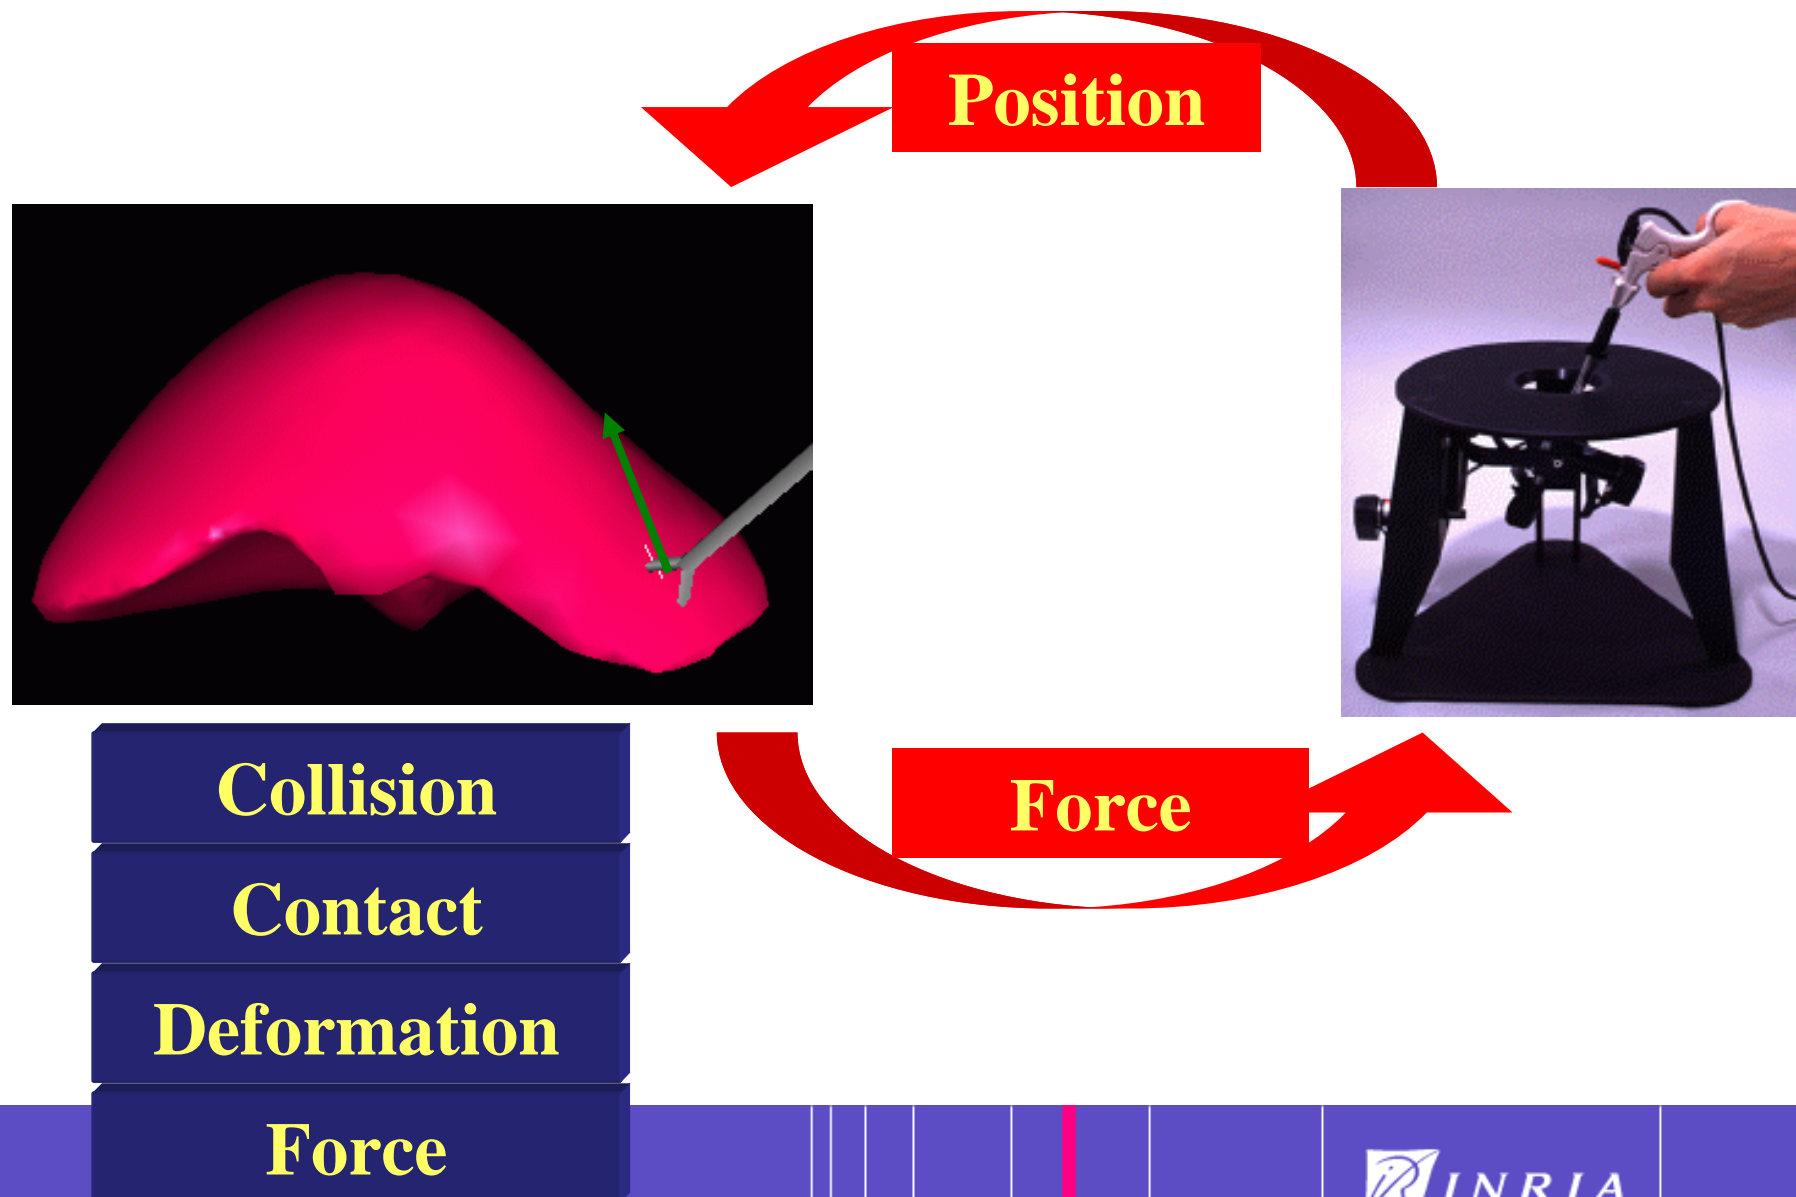 Position
Collision
Force
Contact
Deformation
Force
INRIA